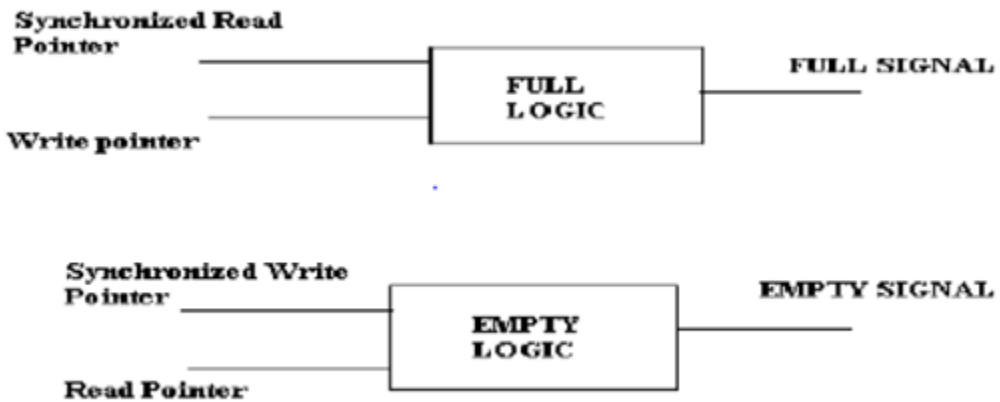 Synchronized Read
Pointer
FULL SIGNAL
FULL
LOGIC
Write pointer
Synchronized Write
Pointer
EMPTY SIGNAL
EMPTY
LOGIC
Read Pointer